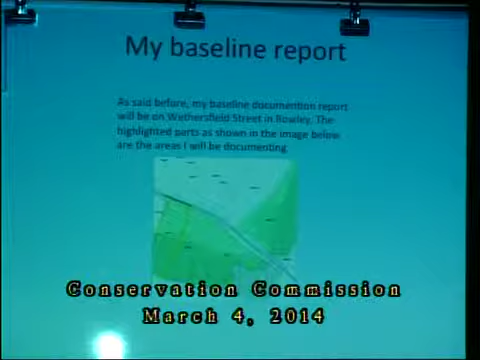 My baseline report
As said before, my baseline documention report
will be on Wethersfield Street in Rowley. The
highlighted parts as shown in the image below
are the areas I will be documenting.
Conservation Commission
March 4, 2014